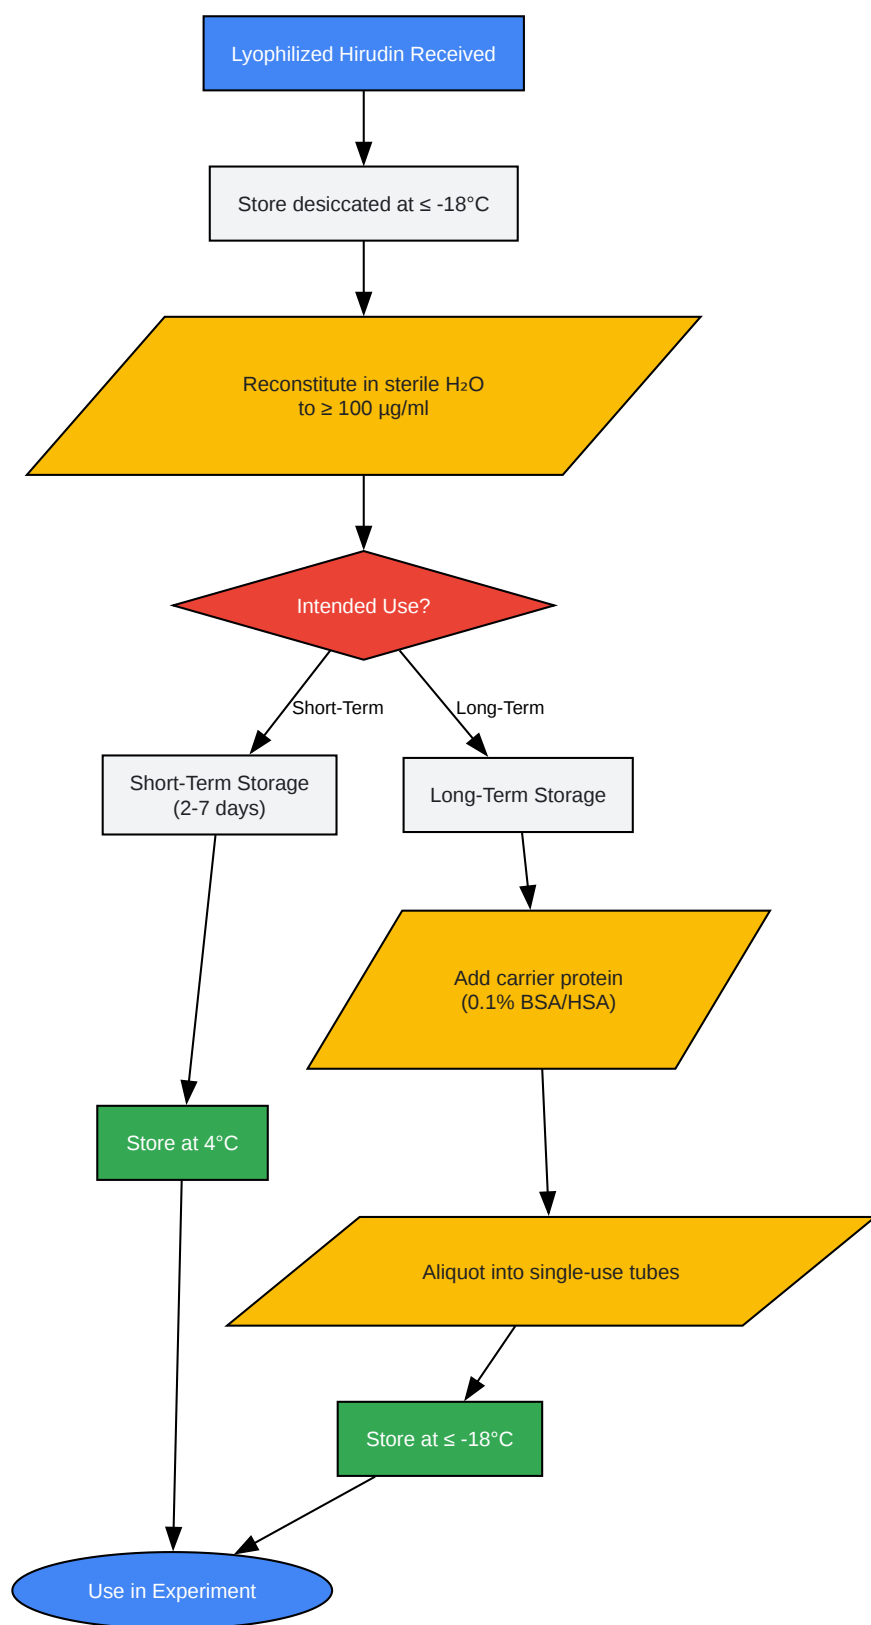 Lyophilized Hirudin Received
Store desiccated at ≤ -18°C
Reconstitute in sterile H₂O
to ≥ 100 µg/ml
Intended Use?
Short-Term
Long-Term
Short-Term Storage
(2-7 days)
Long-Term Storage
Add carrier protein
(0.1% BSA/HSA)
Store at 4°C
Aliquot into single-use tubes
Store at ≤ -18°C
Use in Experiment